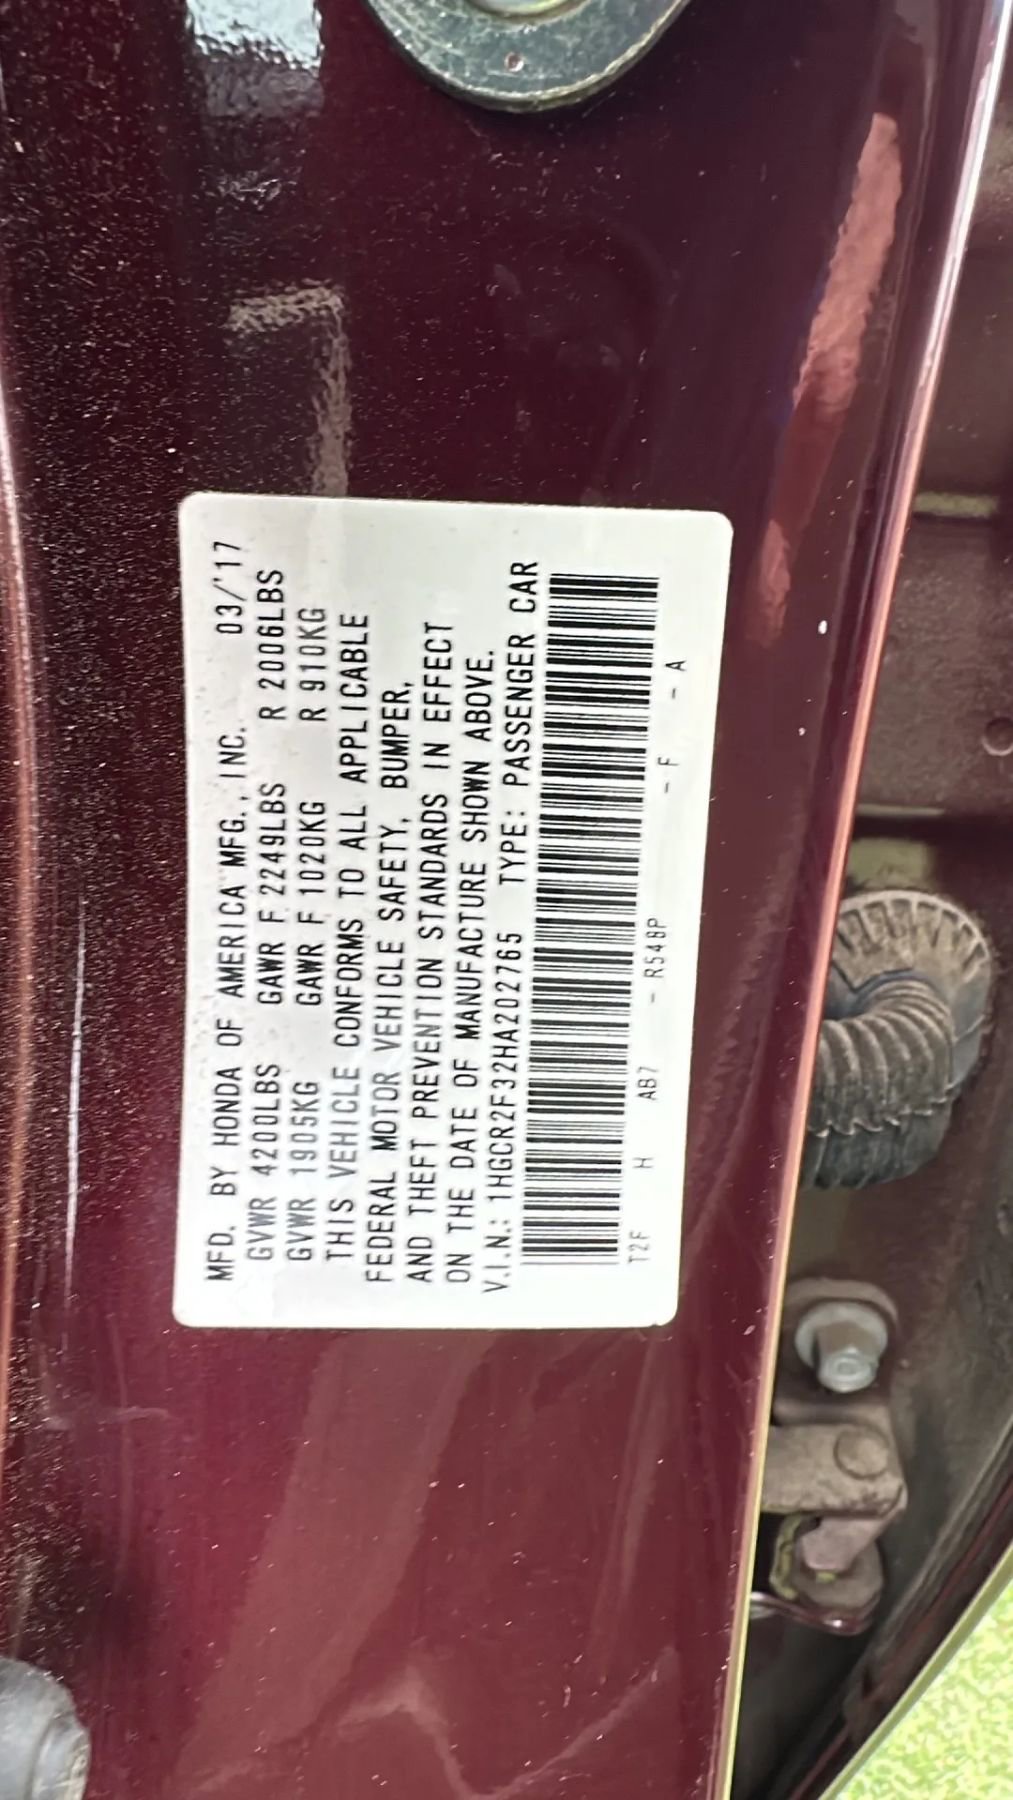 MFD. BY HONDA OF AMERICA MFG., INC. 03/'17
GVWR 4200LBS GAWR F 2249LBS R 2006LBS
GVWR 1905KG GAWR F 1020KG R 910KG
THIS VEHICLE CONFORMS TO ALL APPLICABLE
FEDERAL MOTOR VEHICLE SAFETY, BUMPER,
AND THEFT PREVENTION STANDARDS IN EFFECT
ON THE DATE OF MANUFACTURE SHOWN ABOVE.
V.I.N.: 1HGCR2F32HA202765 TYPE: PASSENGER CAR
T2F H AB7 - R548P - F - A